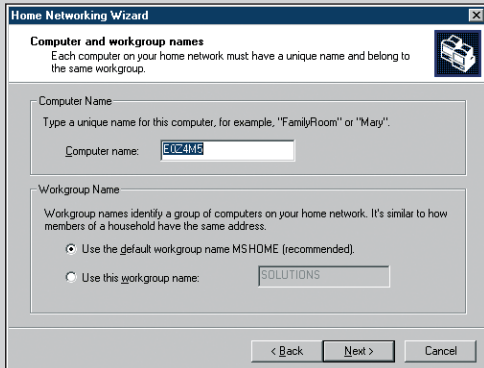 Home Networking Wizard
Computer and workgroup names
Each computer on your home network must have a unique name and belong to
the same workgroup.
Computer Name
Type a unique name for this computer, for example, "FamilyRoom" or "Mary".
Computer name:
E0Z4M5
Workgroup Name
Workgroup names identify a group of computers on your home network. It's similar to how
members of a household have the same address.
Use the default workgroup name MSHOME (recommended).
Use this workgroup name:
SOLUTIONS
< Back
Next >
Cancel